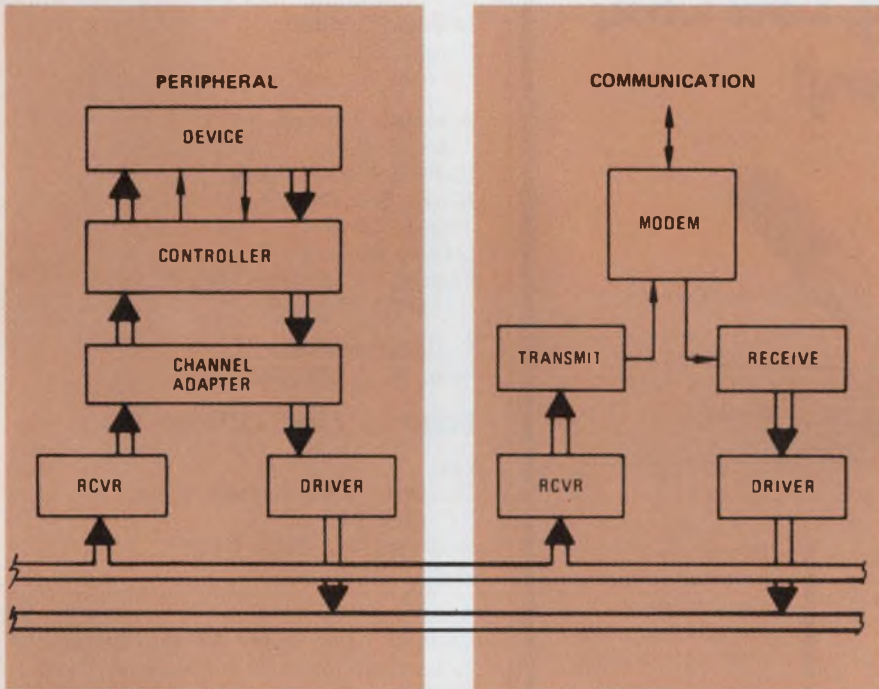 PERIPHERAL
DEVICE
CONTROLLER
CHANNEL
ADAPTER
RCVR
DRIVER
COMMUNICATION
MODEM
TRANSMIT
RECEIVE
RCVR
DRIVER